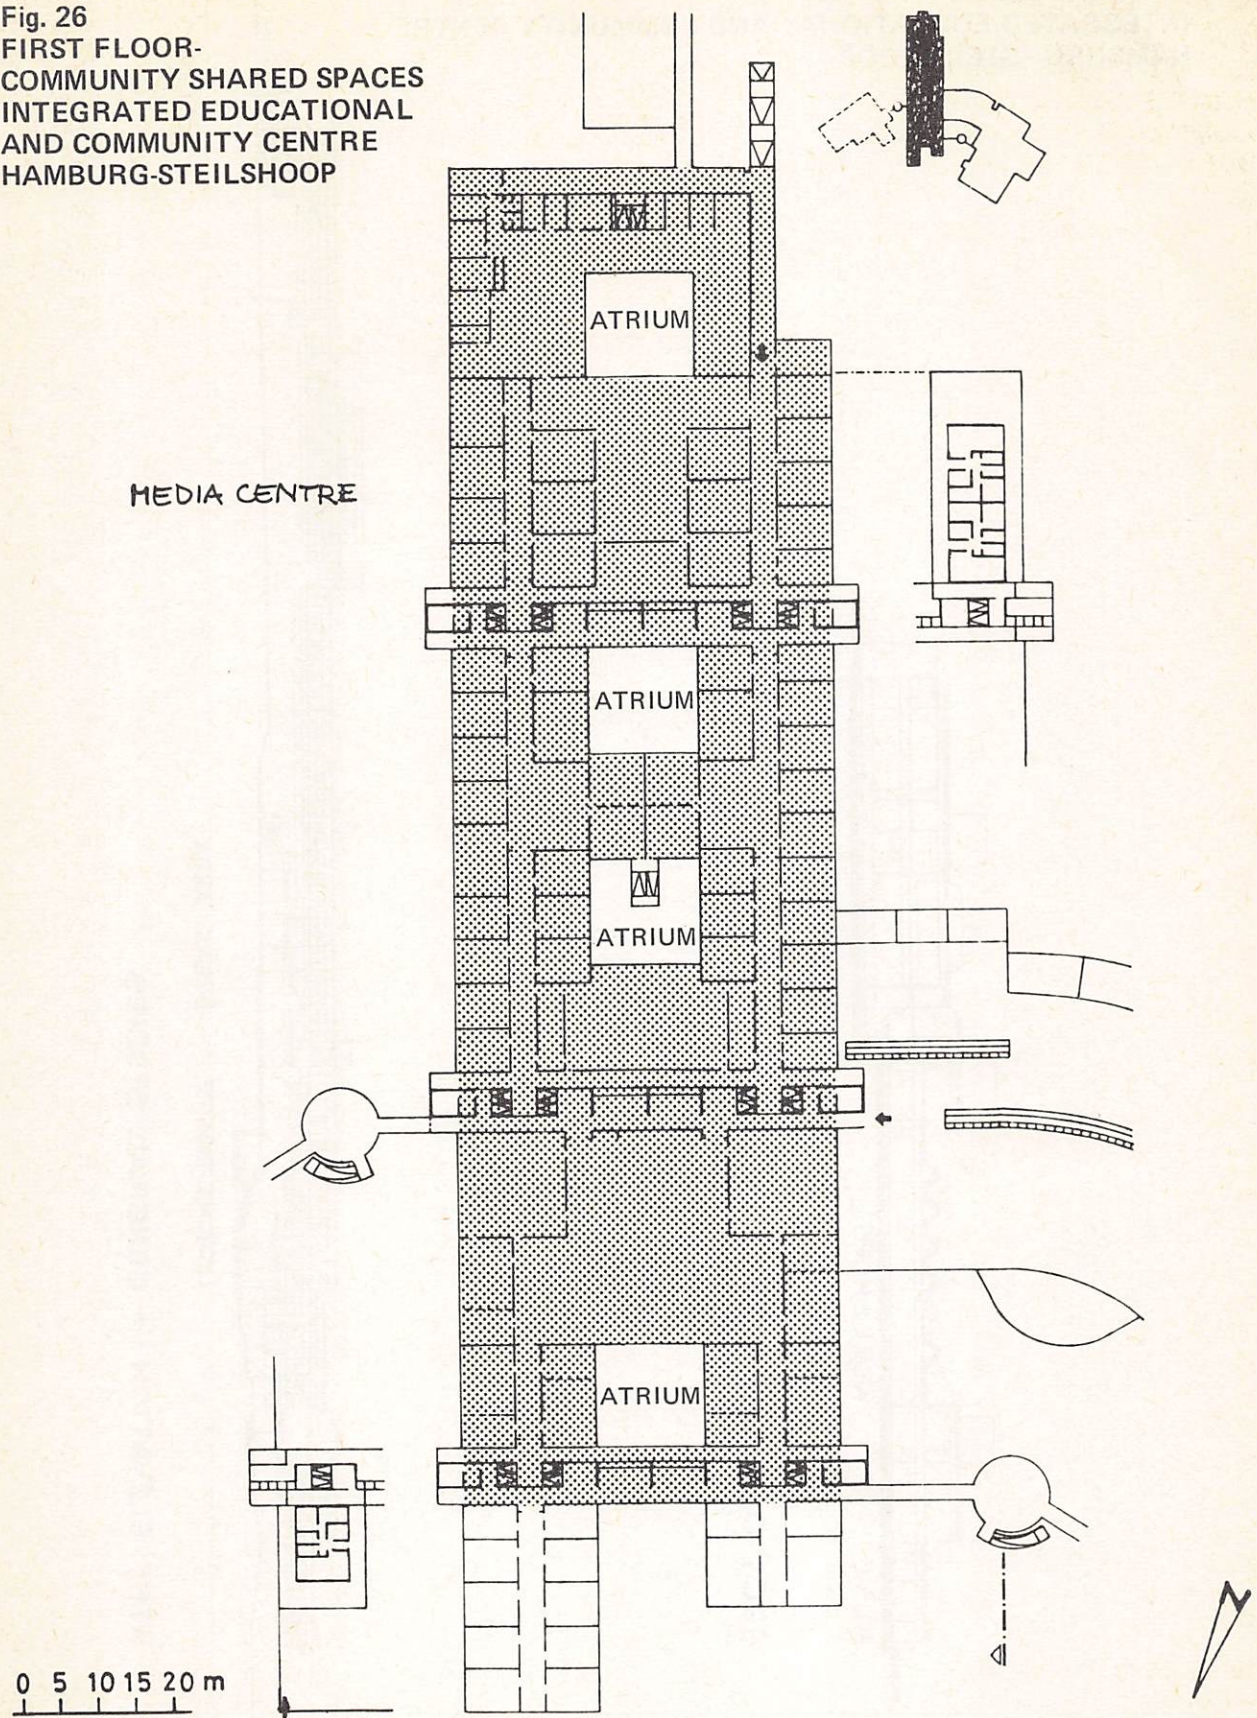 Fig. 26
FIRST FLOOR-
COMMUNITY SHARED SPACES
INTEGRATED EDUCATIONAL
AND COMMUNITY CENTRE
HAMBURG-STEILSHOOP
ATRIUM
MEDIA CENTRE
ATRIUM
ATRIUM
ATRIUM
N
0 5 10 15 20 m